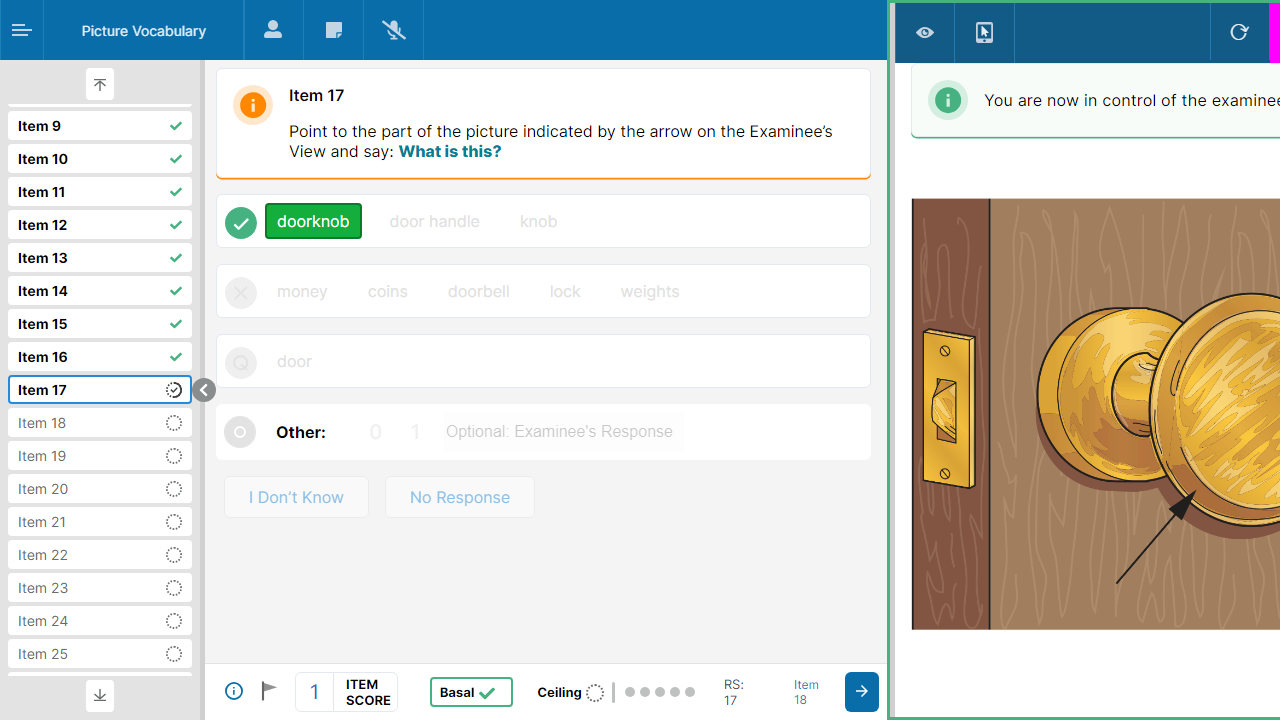 Picture Vocabulary
Item 9
Item 10
Item 11
Item 12
Item 13
Item 14
Item 15
Item 16
Item 17
Item 18
Item 19
Item 20
Item 21
Item 22
Item 23
Item 24
Item 25
Item 17
Point to the part of the picture indicated by the arrow on the Examinee's
View and say: What is this?
doorknob door handle knob
money coins doorbell lock weights
Q door
O Other: 0 1 Optional: Examinee's Response
I Don't Know No Response
1 ITEM SCORE
Basal
Ceiling
RS: 17
Item 18
You are now in control of the examinee